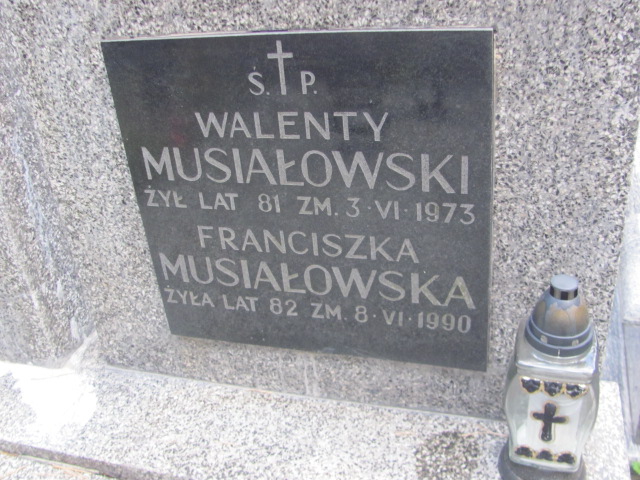 Ś. P.
WALENTY
MUSIAŁOWSKI
ŻYŁ LAT 81 ZM. 3·VI·1973
FRANCISZKA
MUSIAŁOWSKA
ŻYŁA LAT 82 ZM. 8·VI·1990